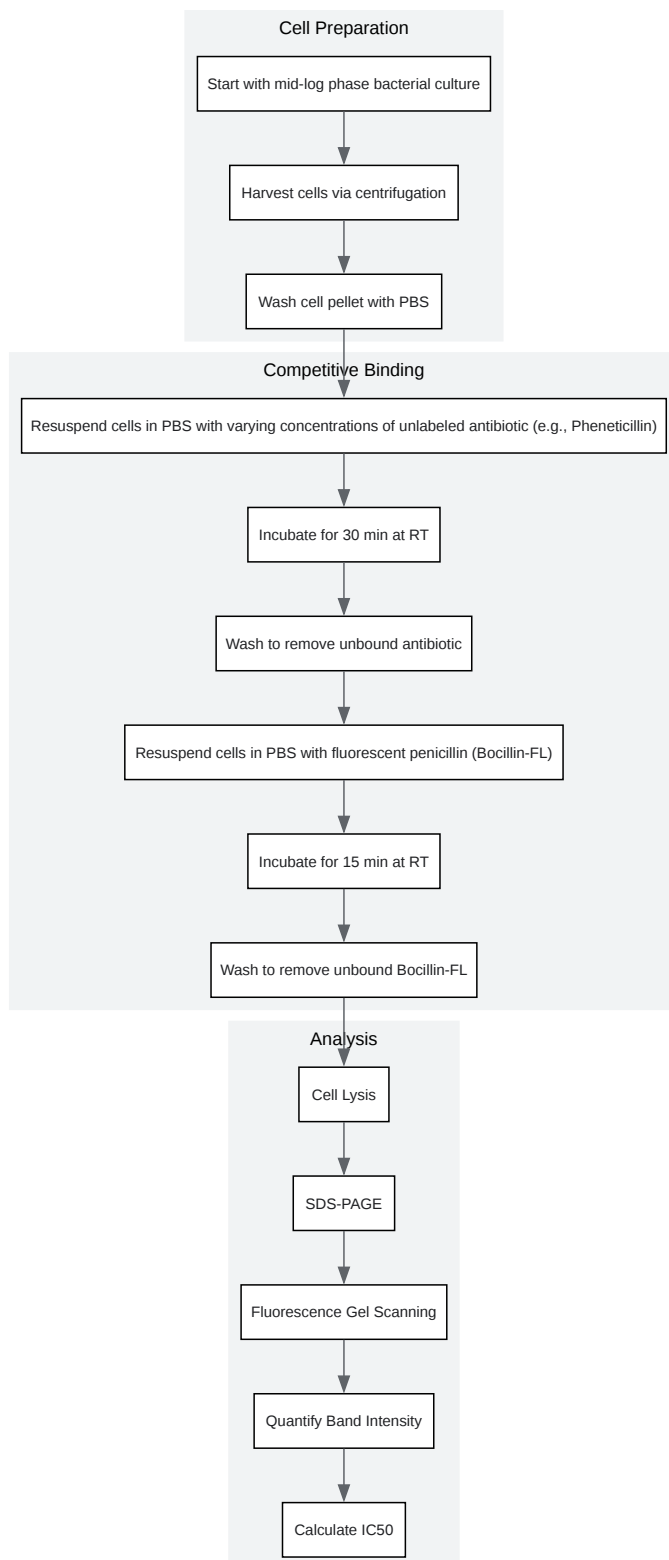 Cell Preparation
Start with mid-log phase bacterial culture
Harvest cells via centrifugation
Wash cell pellet with PBS
Competitive Binding
Resuspend cells in PBS with varying concentrations of unlabeled antibiotic (e.g., Pheneticillin)
Incubate for 30 min at RT
Wash to remove unbound antibiotic
Resuspend cells in PBS with fluorescent penicillin (Bocillin-FL)
Incubate for 15 min at RT
Wash to remove unbound Bocillin-FL
Analysis
Cell Lysis
SDS-PAGE
Fluorescence Gel Scanning
Quantify Band Intensity
Calculate IC50